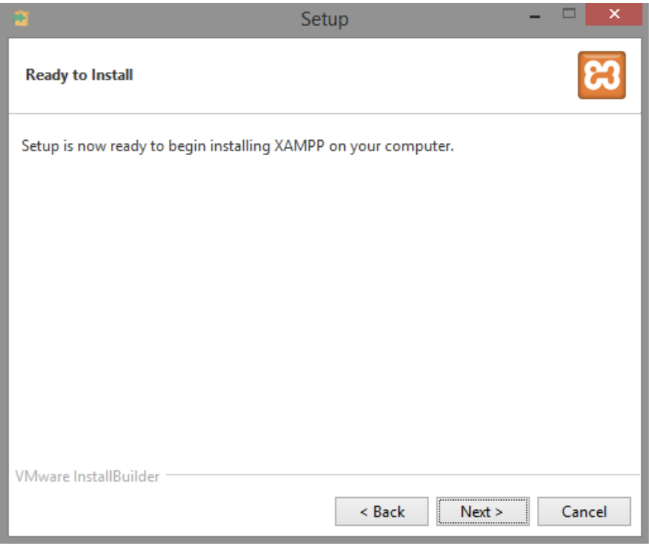 Setup
Ready to Install
Setup is now ready to begin installing XAMPP on your computer.
VMware InstallBuilder
< Back
Next >
Cancel